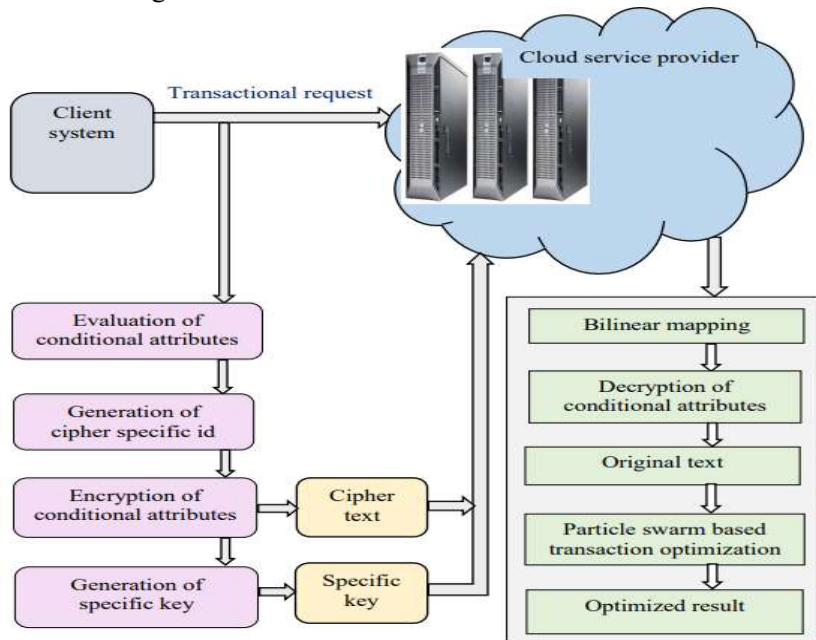 Cloud service provider
Transactional request
Client
system
Evaluation of
conditional attributes
Generation of
cipher specific id
Encryption of
conditional attributes
Cipher
text
Generation of
specific key
Specific
key
Bilinear mapping
Decryption of
conditional attributes
Original text
Particle swarm based
transaction optimization
Optimized result